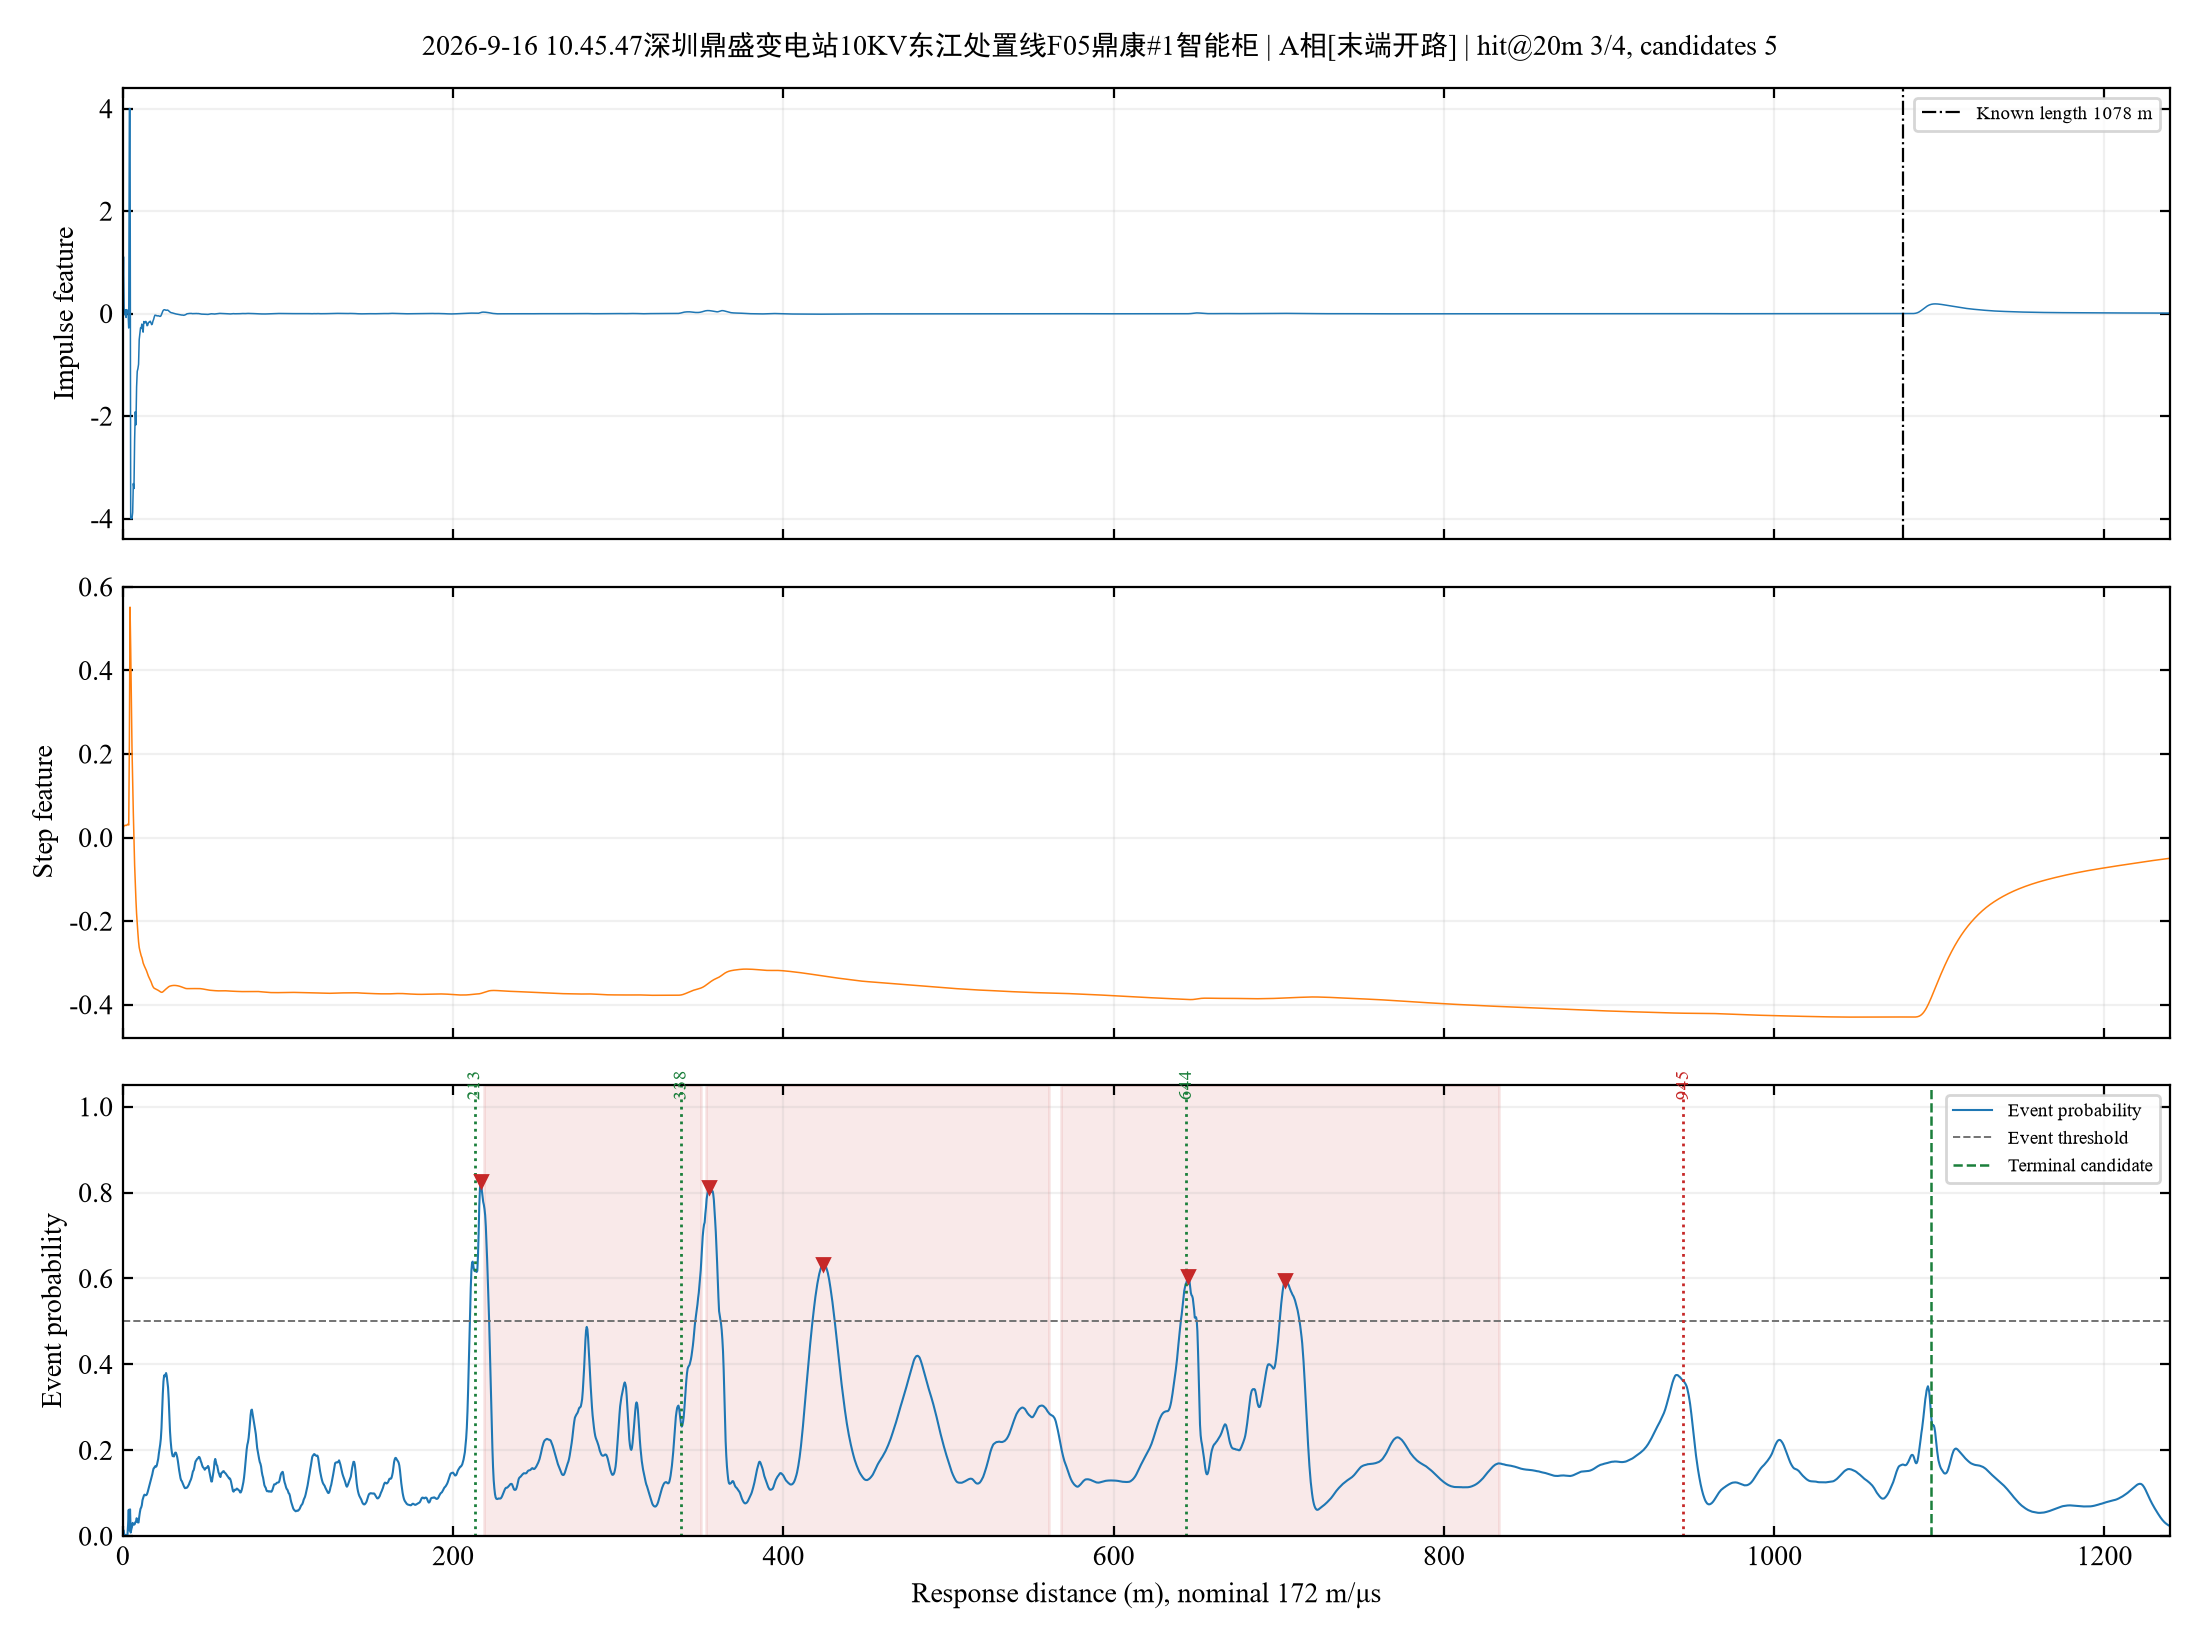 2026-9-16 10.45.47深圳鼎盛变电站10KV东江处置线F05鼎康#1智能柜 | A相[末端开路] | hit@20m 3/4, candidates 5
Impulse feature
4
2
0
-2
-4
Known length 1078 m
Step feature
0.6
0.4
0.2
0.0
-0.2
-0.4
213
338
644
945
Event probability
1.0
0.8
0.6
0.4
0.2
0.0
Event probability
Event threshold
Terminal candidate
0 200 400 600 800 1000 1200
Response distance (m), nominal 172 m/μs